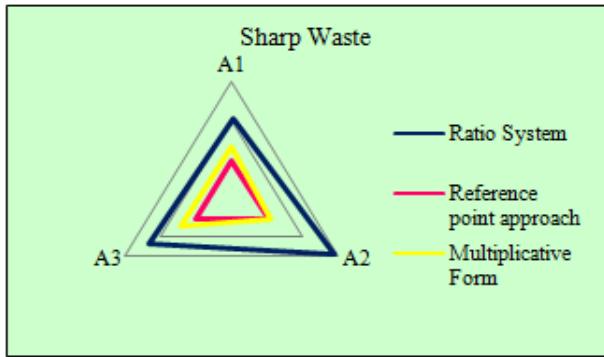 Sharp Waste
A1
Ratio System
Reference
point approach
A3
A2
Multiplicative
Form